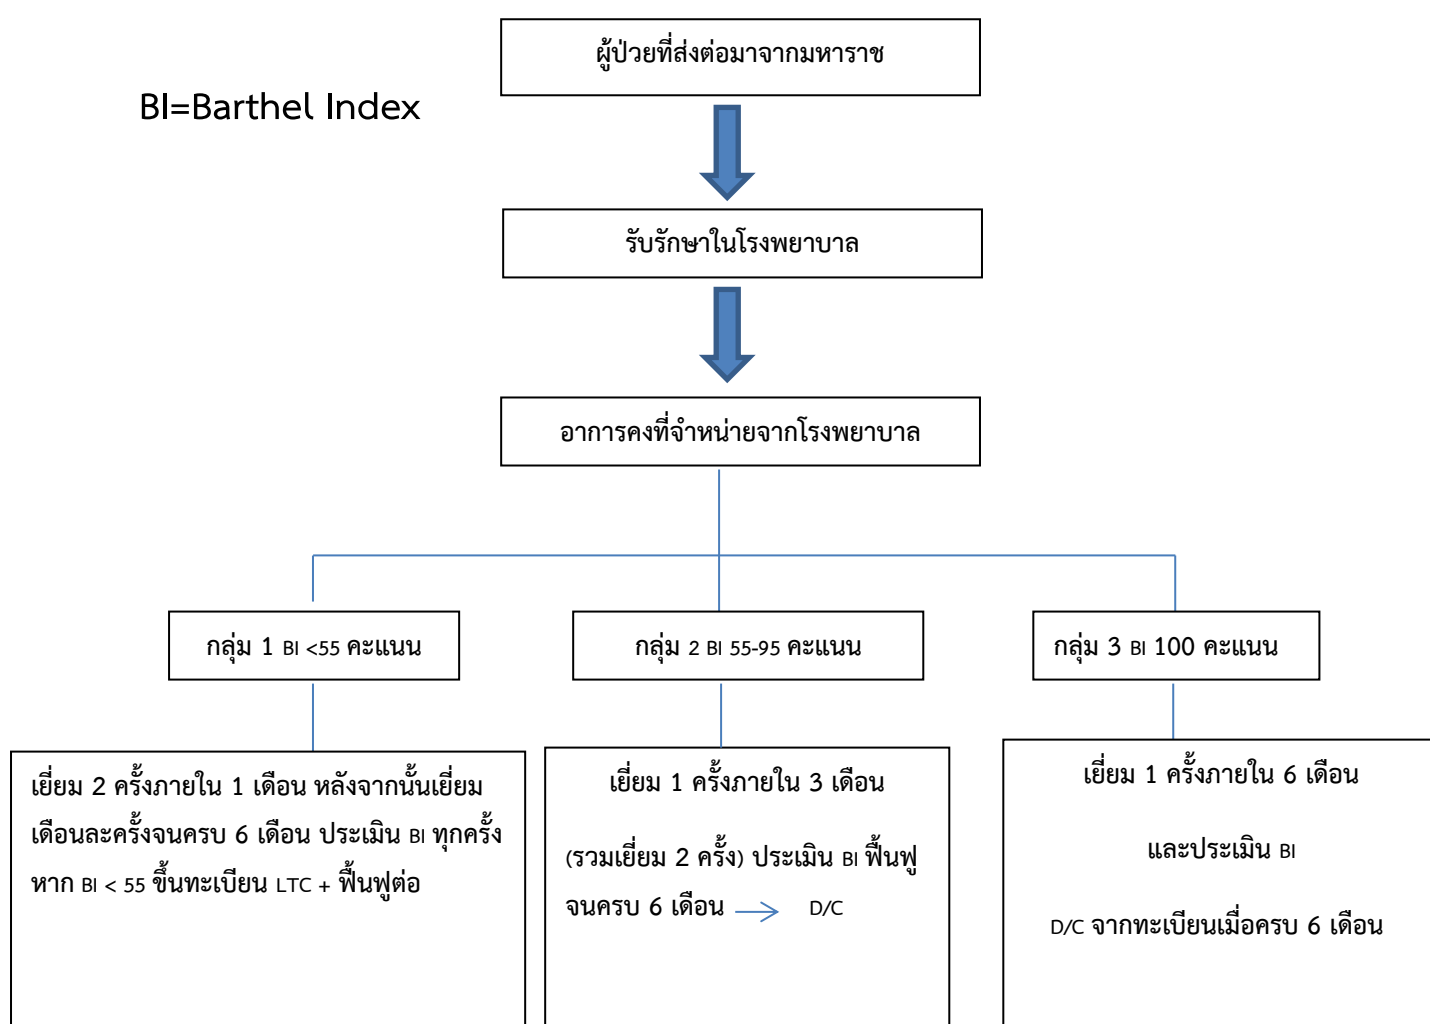 ผู้ป่วยที่ส่งต่อมาจากมหาราช
BI=Barthel Index
รับรักษาในโรงพยาบาล
อาการคงที่จำหน่ายจากโรงพยาบาล
กลุ่ม 1 BI <55 คะแนน
กลุ่ม 2 BI 55-95 คะแนน
กลุ่ม 3 BI 100 คะแนน
เยี่ยม 2 ครั้งภายใน 1 เดือน หลังจากนั้นเยี่ยม
เดือนละครั้งจนครบ 6 เดือน ประเมิน BI ทุกครั้ง
หาก BI < 55 ขึ้นทะเบียน LTC + ฟื้นฟูต่อ
เยี่ยม 1 ครั้งภายใน 3 เดือน
(รวมเยี่ยม 2 ครั้ง) ประเมิน BI ฟื้นฟู
จนครบ 6 เดือน D/C
เยี่ยม 1 ครั้งภายใน 6 เดือน
และประเมิน BI
D/C จากทะเบียนเมื่อครบ 6 เดือน